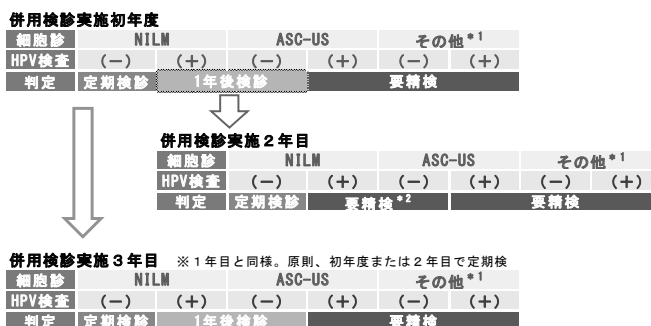 併用検診実施初年度
細胞診 NILM ASC-US その他*1
HPV検査 (-) (+) (-) (+) (-) (+)
判定 定期検診 1年後検診 要精検
併用検診実施2年目
細胞診 NILM ASC-US その他*1
HPV検査 (-) (+) (-) (+) (-) (+)
判定 定期検診 要精検*2 要精検
併用検診実施3年目 ※1年目と同様。原則、初年度または2年目で定期検
細胞診 NILM ASC-US その他*1
HPV検査 (-) (+) (-) (+) (-) (+)
判定 定期検診 1年後検診 要精検